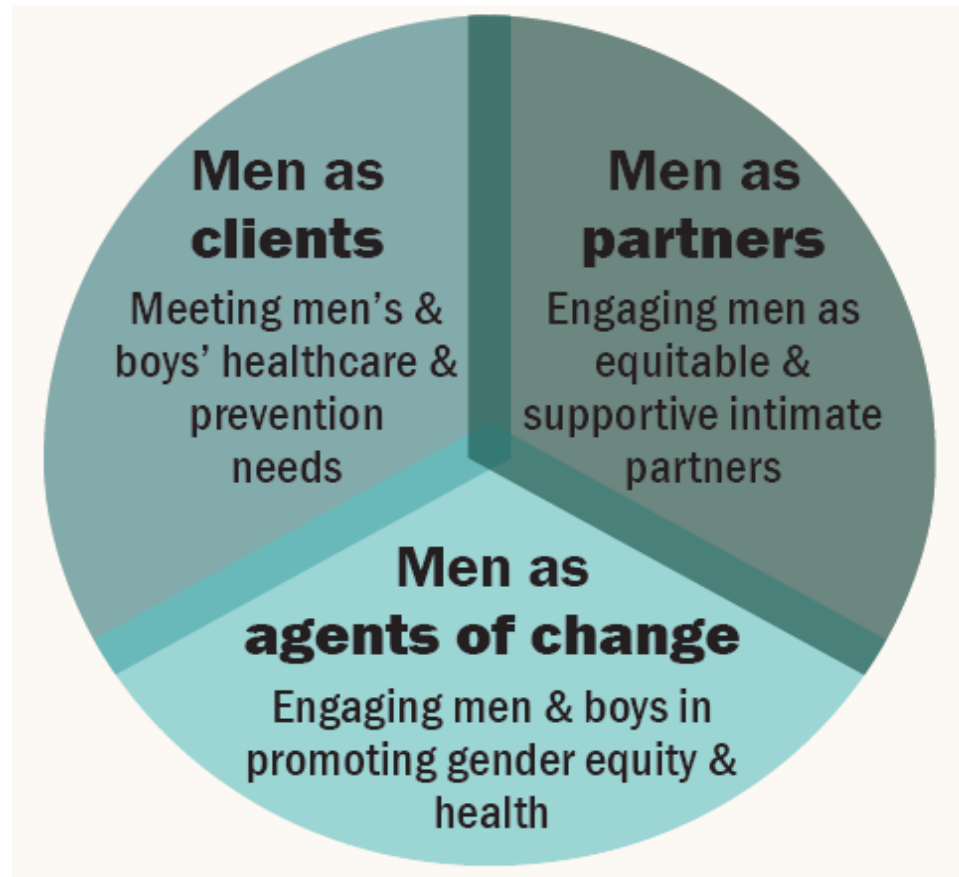 Men as
clients
Meeting men’s &
boys’ healthcare &
prevention
needs
Men as
partners
Engaging men as
equitable &
supportive intimate
partners
Men as
agents of change
Engaging men & boys in
promoting gender equity &
health